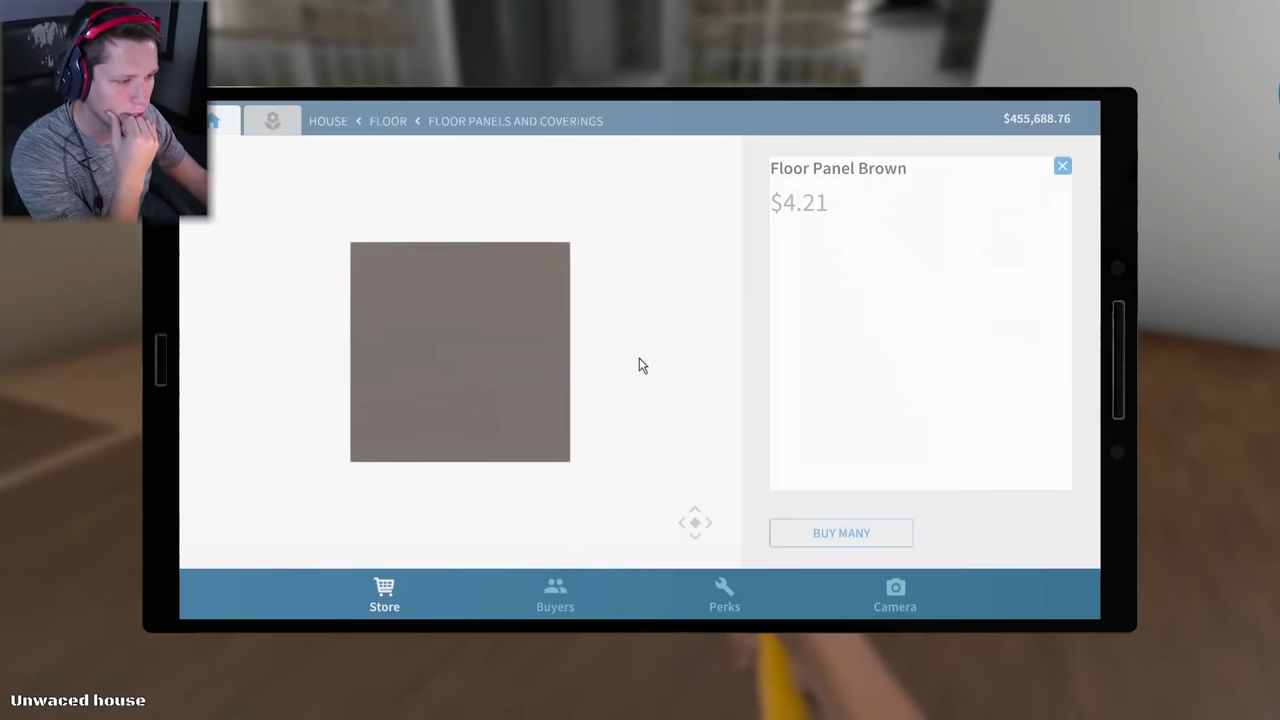 HOUSE < FLOOR < FLOOR PANELS AND COVERINGS
$455,688.76
Floor Panel Brown
$4.21
BUY MANY
Store
Buyers
Perks
Camera
Unwaced house